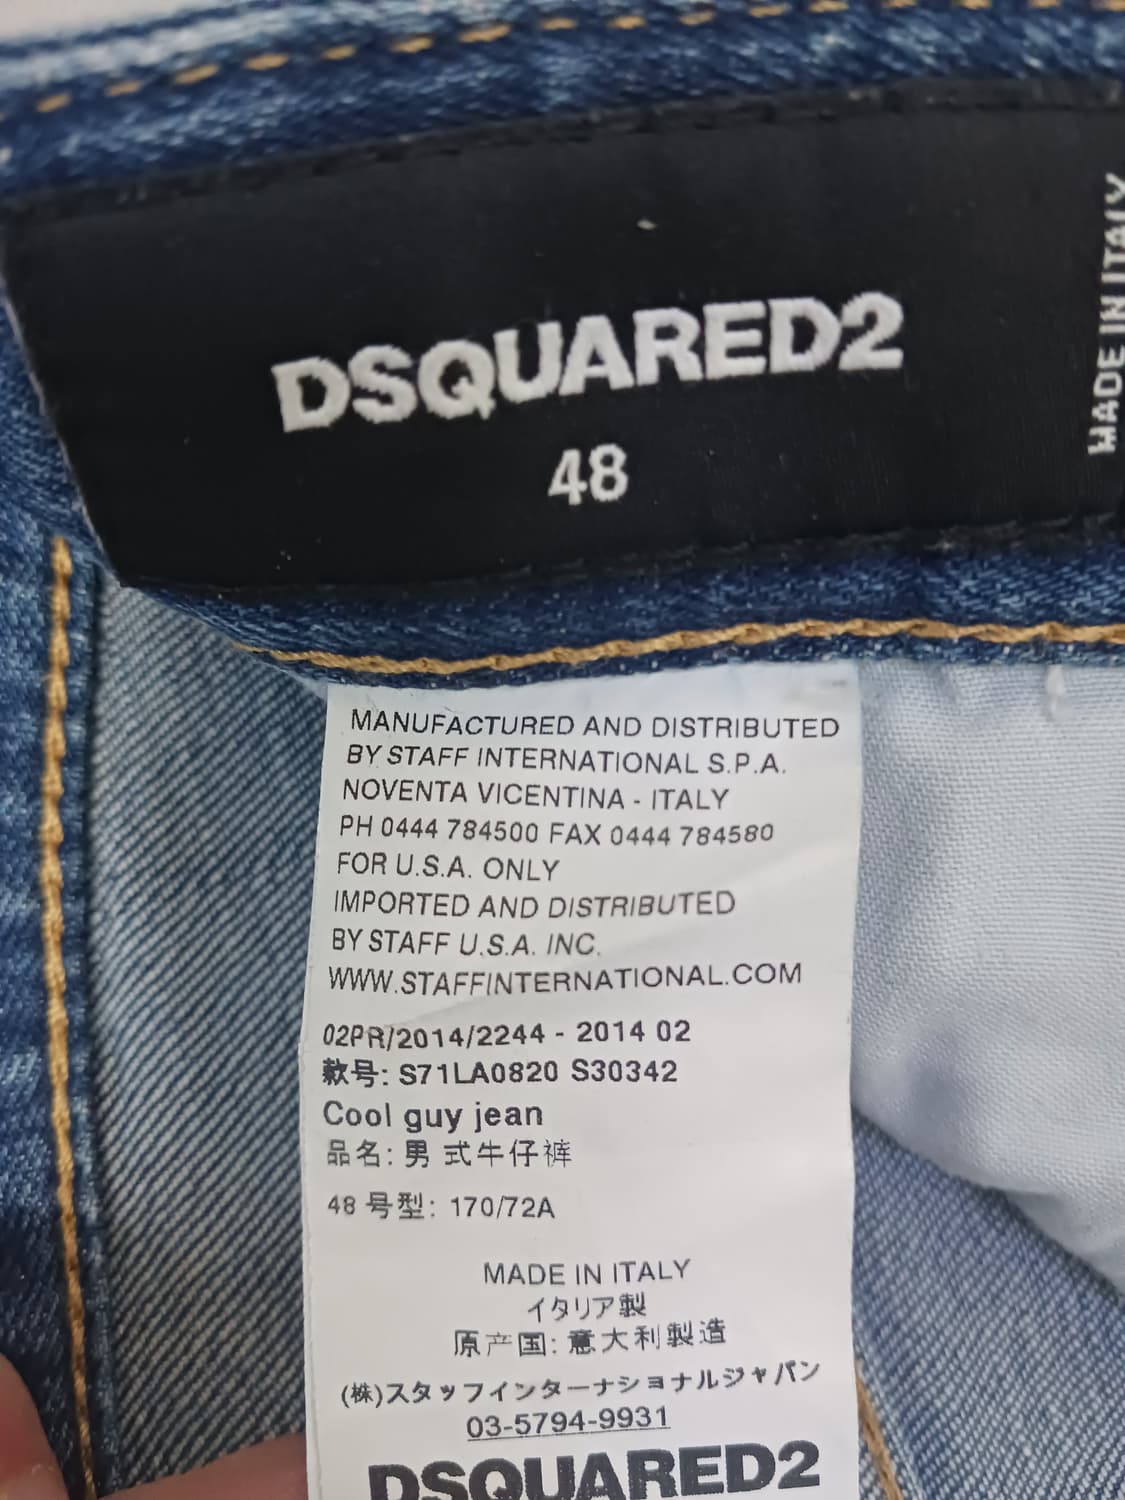 DSQUARED2
48
MADE IN ITALY
MANUFACTURED AND DISTRIBUTED
BY STAFF INTERNATIONAL S.P.A.
NOVENTA VICENTINA - ITALY
PH 0444 784500 FAX 0444 784580
FOR U.S.A. ONLY
IMPORTED AND DISTRIBUTED
BY STAFF U.S.A. INC.
WWW.STAFFINTERNATIONAL.COM
02PR/2014/2244 - 2014 02
款号: S71LA0820 S30342
Cool guy jean
品名: 男 式牛仔裤
48 号型: 170/72A
MADE IN ITALY
イタリア製
原产国: 意大利製造
(株)スタッフインターナショナルジャパン
03-5794-9931
DSQUARED2